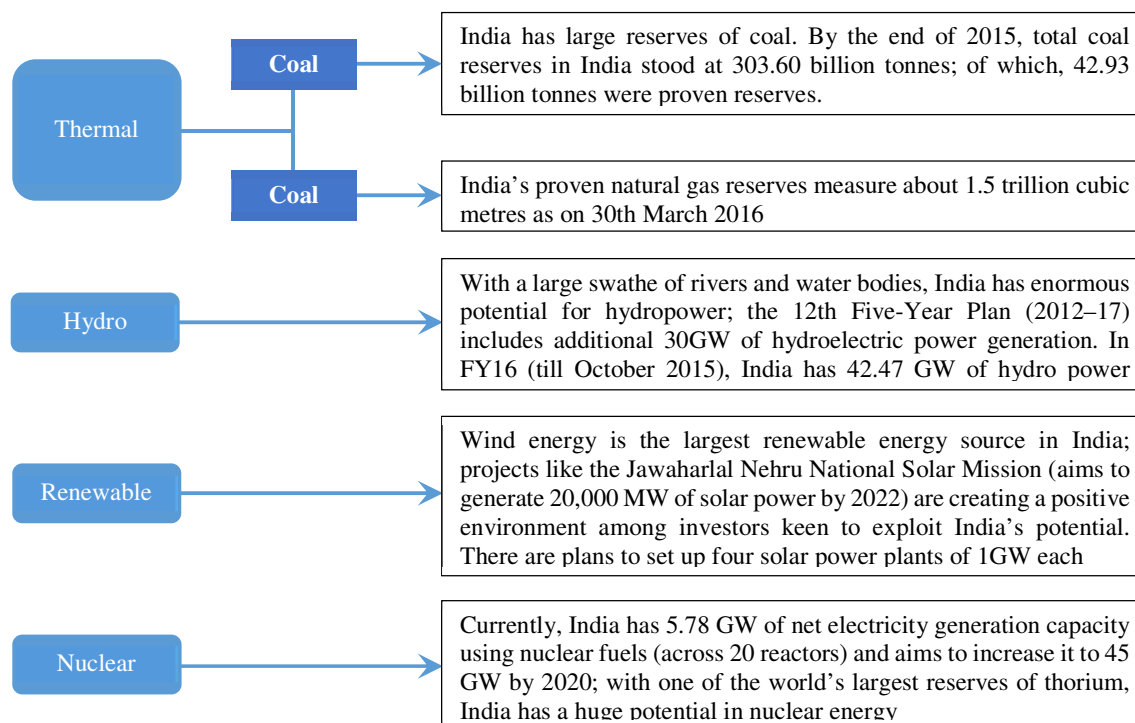 Thermal
Coal
India has large reserves of coal. By the end of 2015, total coal
reserves in India stood at 303.60 billion tonnes; of which, 42.93
billion tonnes were proven reserves.
Coal
India's proven natural gas reserves measure about 1.5 trillion cubic
metres as on 30th March 2016
Hydro
With a large swathe of rivers and water bodies, India has enormous
potential for hydropower; the 12th Five-Year Plan (2012–17)
includes additional 30GW of hydroelectric power generation. In
FY16 (till October 2015), India has 42.47 GW of hydro power
Renewable
Wind energy is the largest renewable energy source in India;
projects like the Jawaharlal Nehru National Solar Mission (aims to
generate 20,000 MW of solar power by 2022) are creating a positive
environment among investors keen to exploit India's potential.
There are plans to set up four solar power plants of 1GW each
Nuclear
Currently, India has 5.78 GW of net electricity generation capacity
using nuclear fuels (across 20 reactors) and aims to increase it to 45
GW by 2020; with one of the world's largest reserves of thorium,
India has a huge potential in nuclear energy